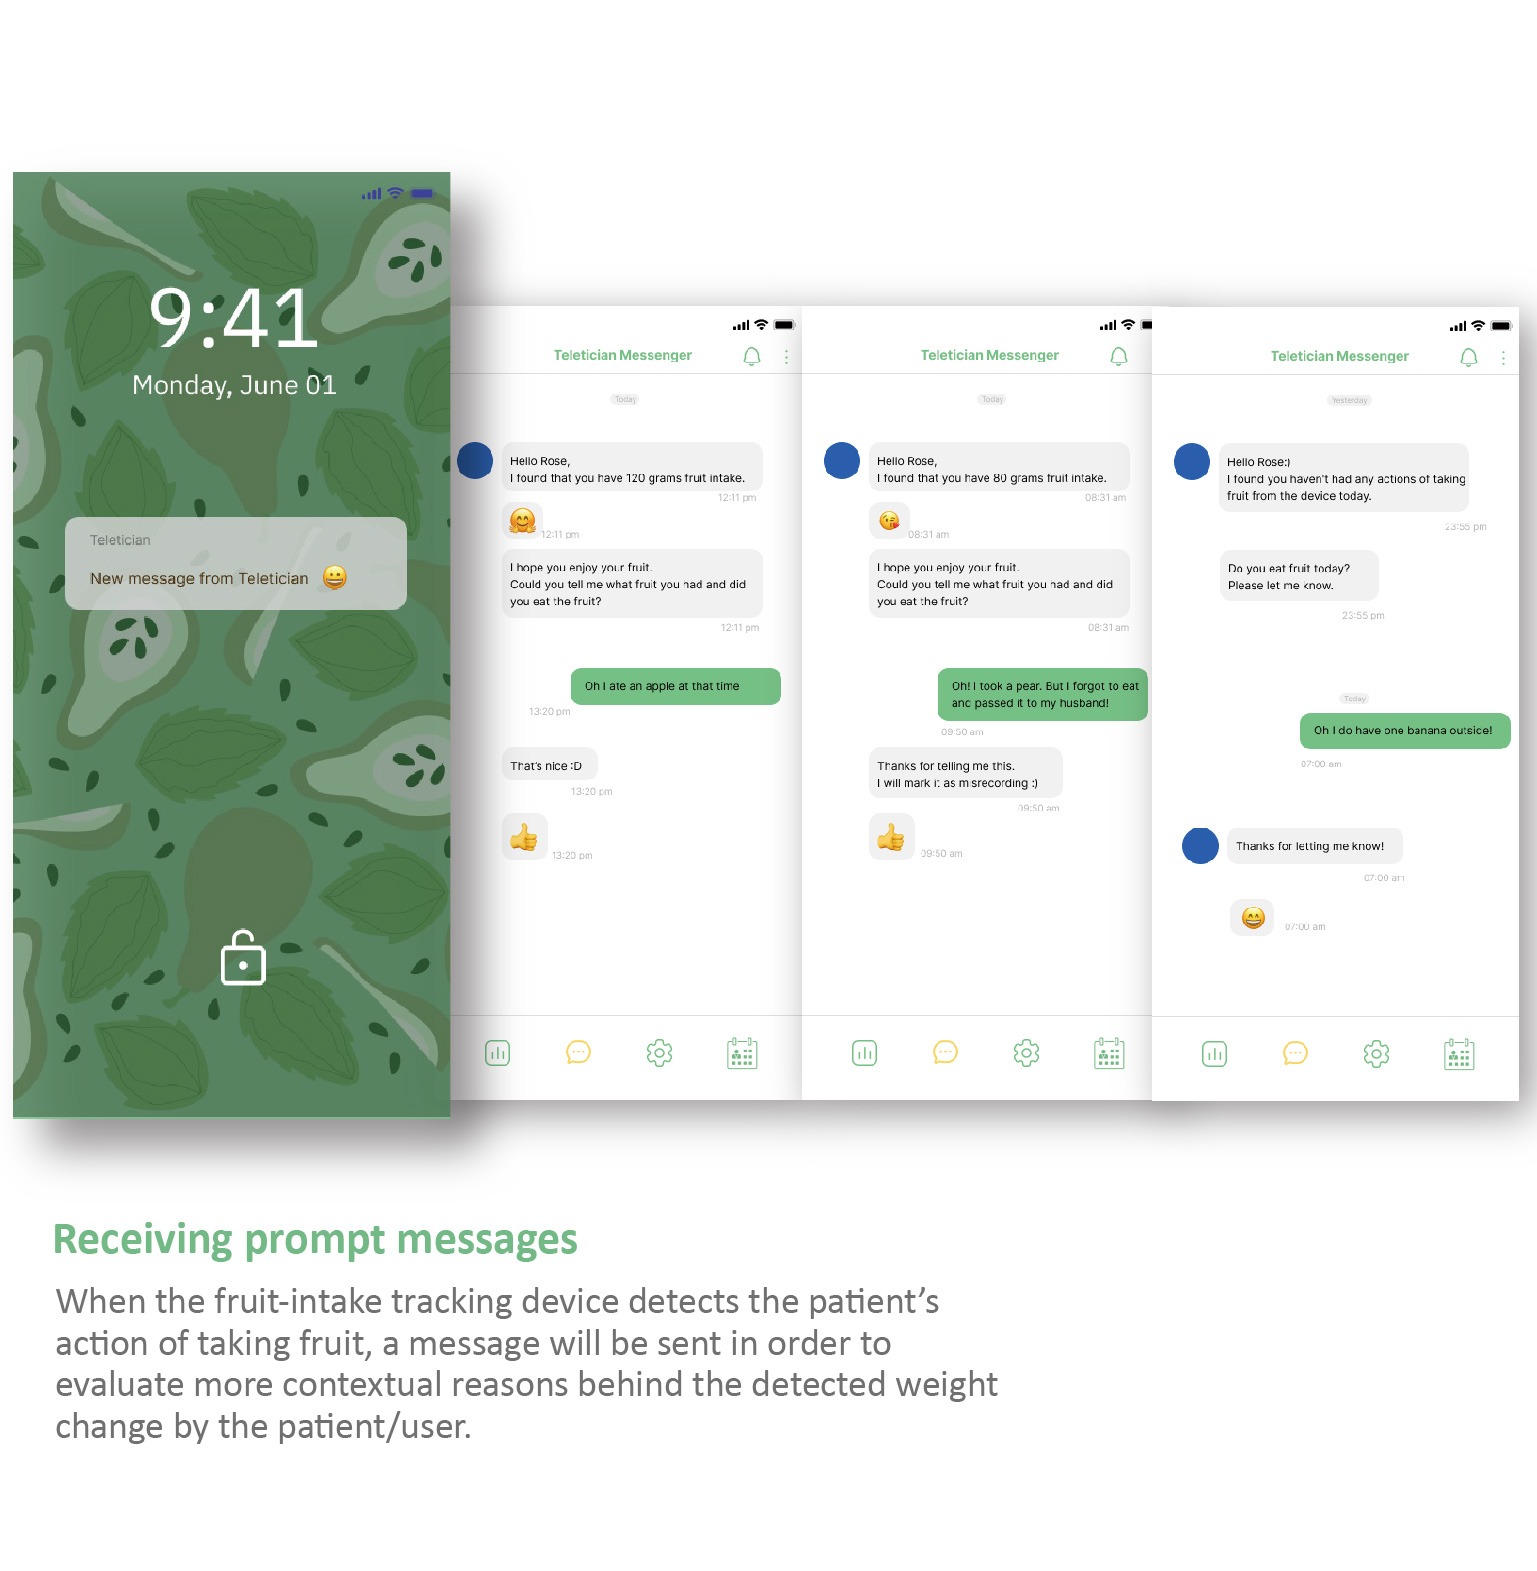 9:41
Monday, June 01
Teletician
New message from Teletician 😀
Teletician Messenger
Today
Hello Rose,
I found that you have 120 grams fruit intake.
12:11 pm
🤗
12:11 pm
I hope you enjoy your fruit.
Could you tell me what fruit you had and did
you eat the fruit?
12:11 pm
Oh I ate an apple at that time
13:20 pm
That's nice :D
13:20 pm
👍
13:20 pm
Teletician Messenger
Today
Hello Rose,
I found that you have 80 grams fruit intake.
08:31 am
😘
08:31 am
I hope you enjoy your fruit.
Could you tell me what fruit you had and did
you eat the fruit?
08:31 am
Oh! I took a pear. But I forgot to eat
and passed it to my husband!
09:50 am
Thanks for telling me this.
I will mark it as misrecording :)
09:50 am
👍
09:50 am
Teletician Messenger
Yesterday
Hello Rose:)
I found you haven't had any actions of taking
fruit from the device today.
23:55 pm
Do you eat fruit today?
Please let me know.
23:55 pm
Today
Oh I do have one banana outside!
07:00 am
Thanks for letting me know!
07:00 am
😄
07:00 am
Receiving prompt messages
When the fruit-intake tracking device detects the patient's
action of taking fruit, a message will be sent in order to
evaluate more contextual reasons behind the detected weight
change by the patient/user.